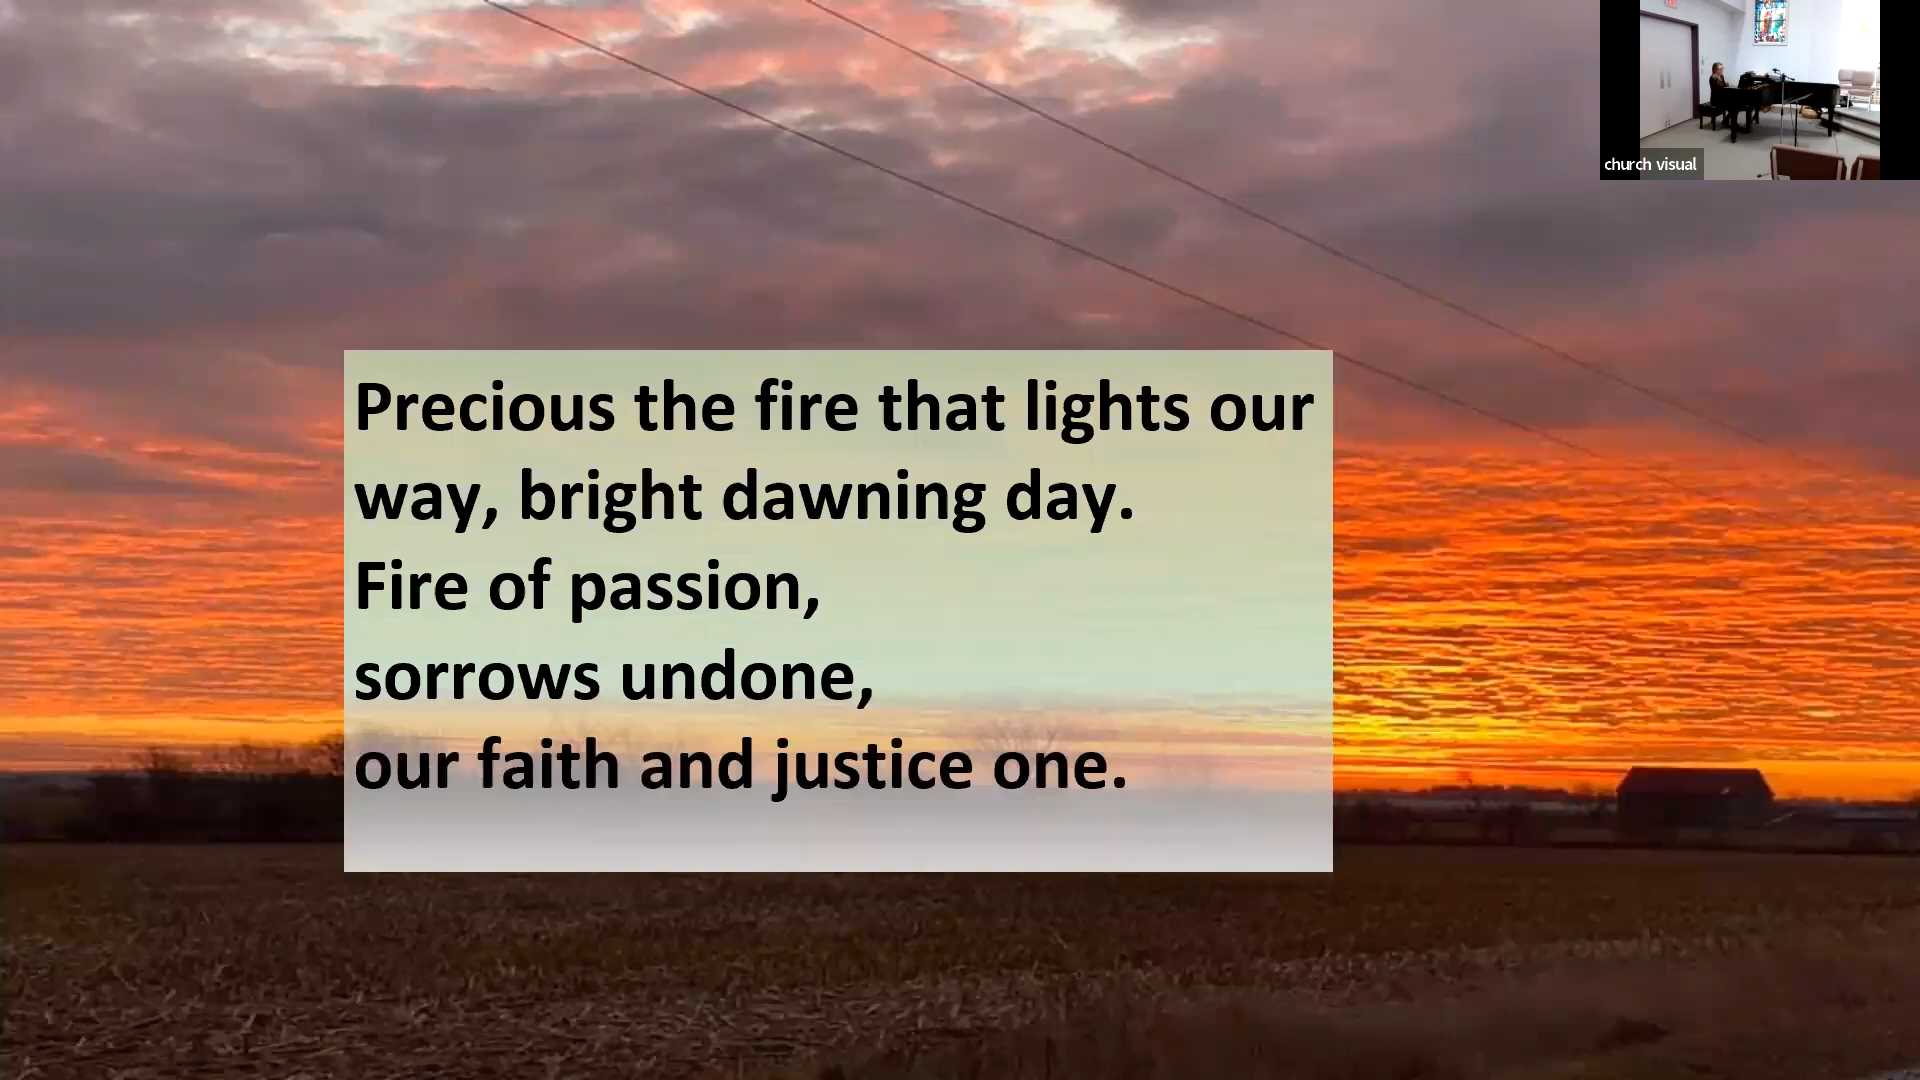 Precious the fire that lights our
way, bright dawning day.
Fire of passion,
sorrows undone,
our faith and justice one.
church visual